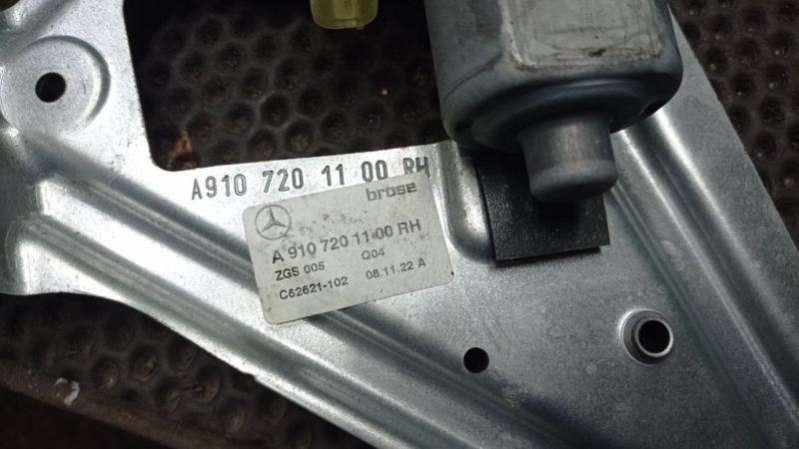 A910 720 11 00 RH
brose
A 910 720 11 00 RH
ZGS 005 Q04
C62621-102 08.11.22 A